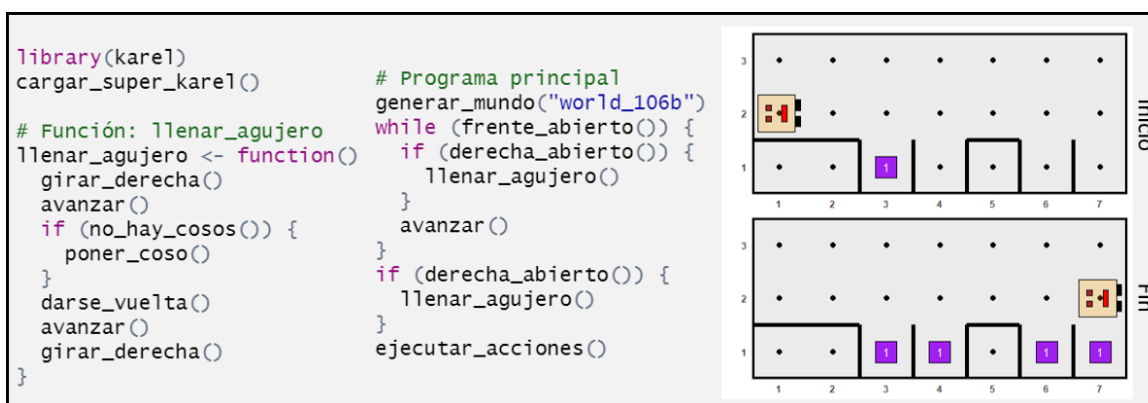 library(karel)
cargar_super_karel()
# Función: llenar_agujero
llenar_agujero <- function()
girar_derecha()
avanzar()
if (no_hay_cosos()) {
poner_coso()
}
darse_vuelta()
avanzar()
girar_derecha()
}
# Programa principal
generar_mundo("world_106b")
while (frente_abierto()) {
if (derecha_abierto()) {
llenar_agujero()
}
avanzar()
}
if (derecha_abierto()) {
llenar_agujero()
}
ejecutar_acciones()
3
2
1
1
1 2 3 4 5 6 7
Inicio
3
2
1
1 1 1 1
1 2 3 4 5 6 7
Fin